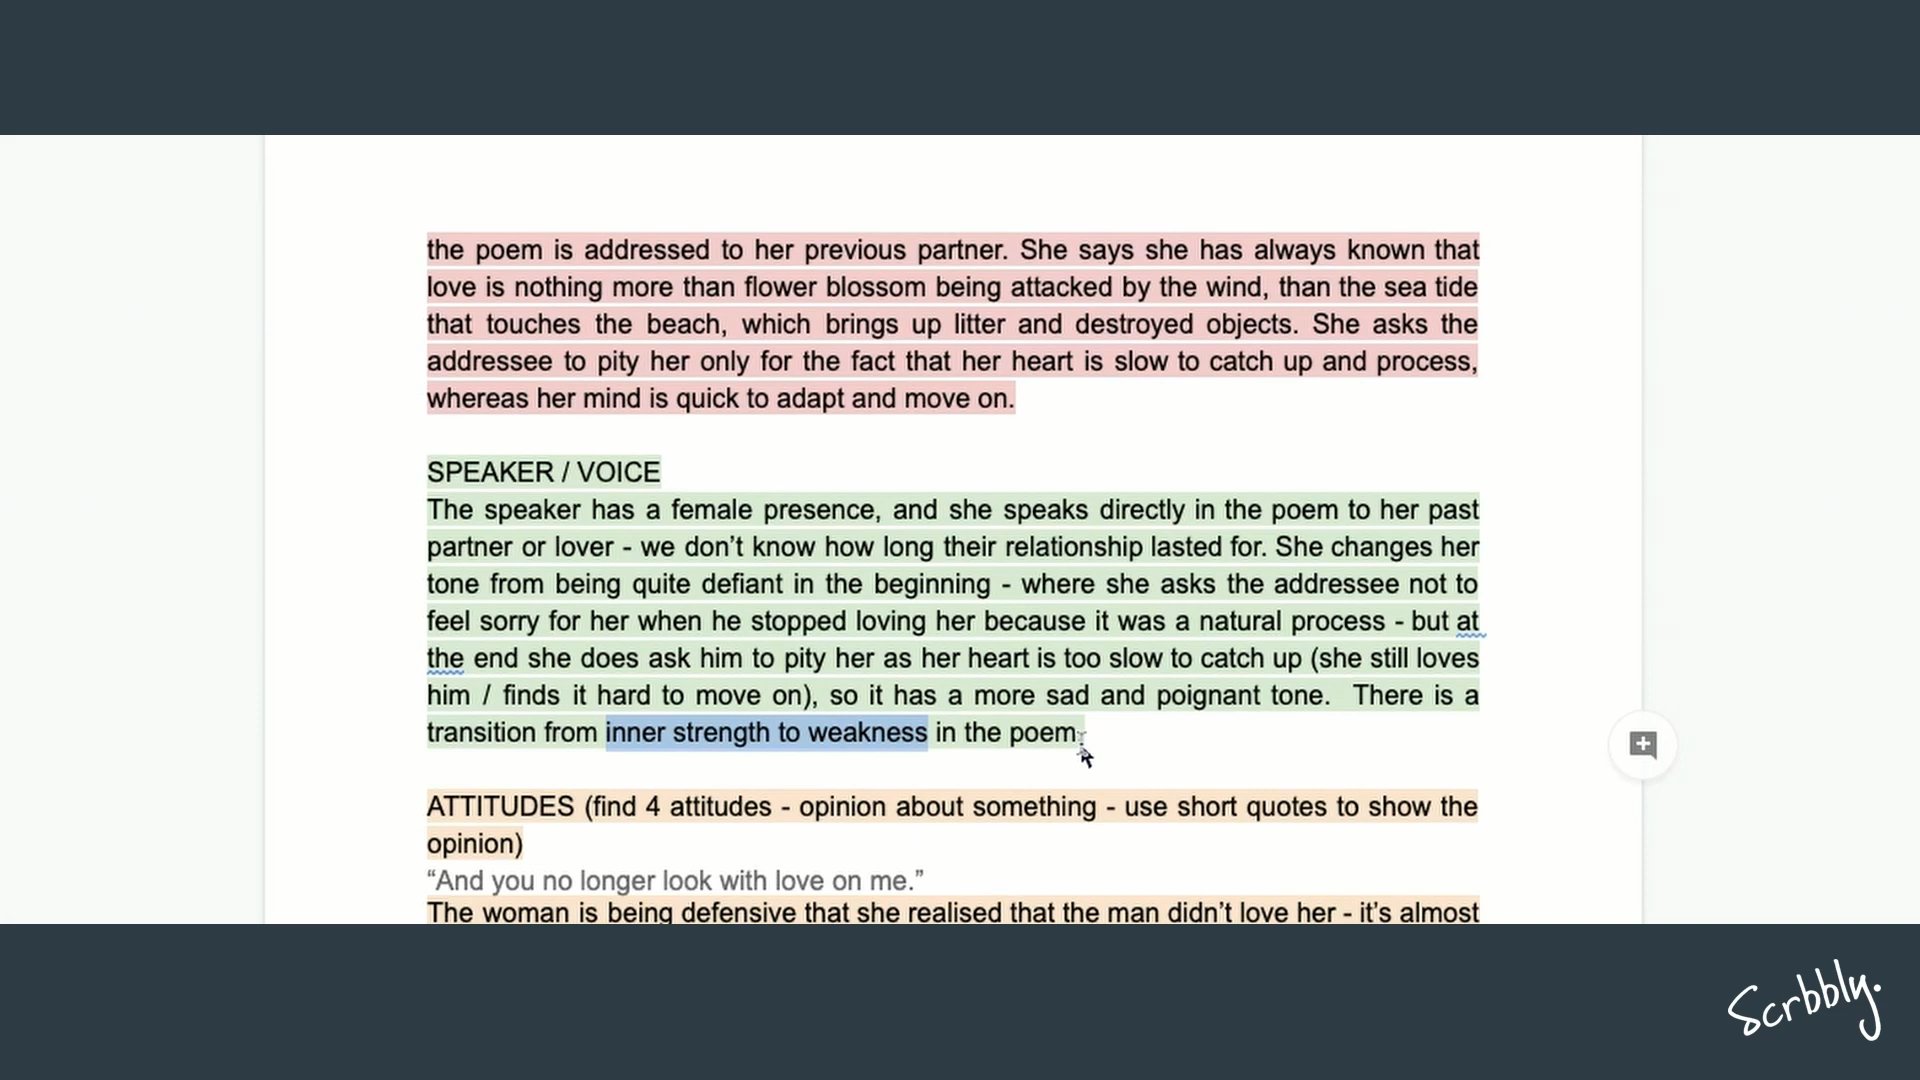 the poem is addressed to her previous partner. She says she has always known that
love is nothing more than flower blossom being attacked by the wind, than the sea tide
that touches the beach, which brings up litter and destroyed objects. She asks the
addressee to pity her only for the fact that her heart is slow to catch up and process,
whereas her mind is quick to adapt and move on.
SPEAKER / VOICE
The speaker has a female presence, and she speaks directly in the poem to her past
partner or lover - we don’t know how long their relationship lasted for. She changes her
tone from being quite defiant in the beginning - where she asks the addressee not to
feel sorry for her when he stopped loving her because it was a natural process - but at
the end she does ask him to pity her as her heart is too slow to catch up (she still loves
him / finds it hard to move on), so it has a more sad and poignant tone.  There is a
transition from inner strength to weakness in the poem.
ATTITUDES (find 4 attitudes - opinion about something - use short quotes to show the
opinion)
“And you no longer look with love on me.”
The woman is being defensive that she realised that the man didn’t love her - it’s almost
Scrbbly.